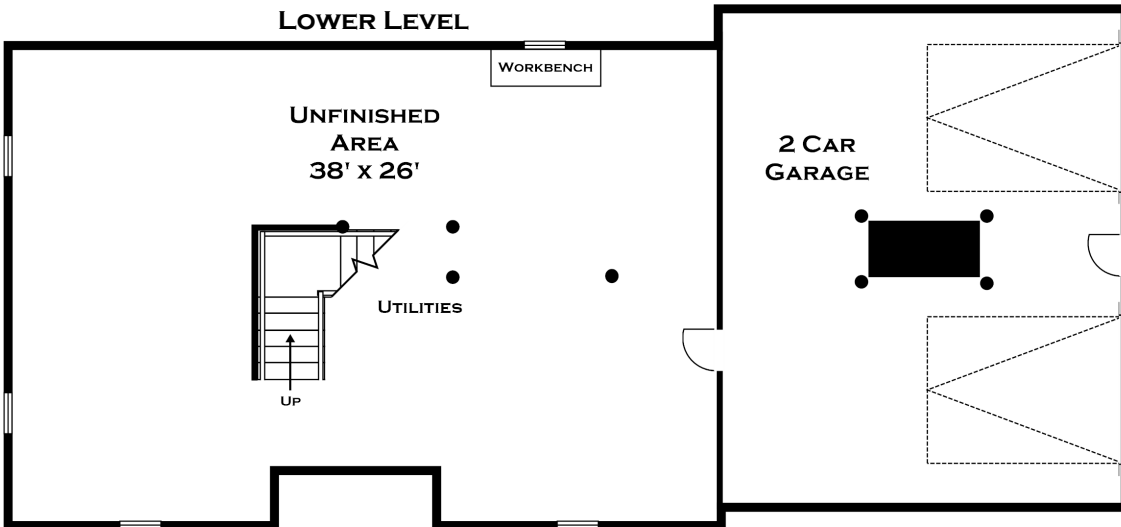 LOWER LEVEL
WORKBENCH
UNFINISHED
AREA
38' X 26'
2 CAR
GARAGE
UTILITIES
UP